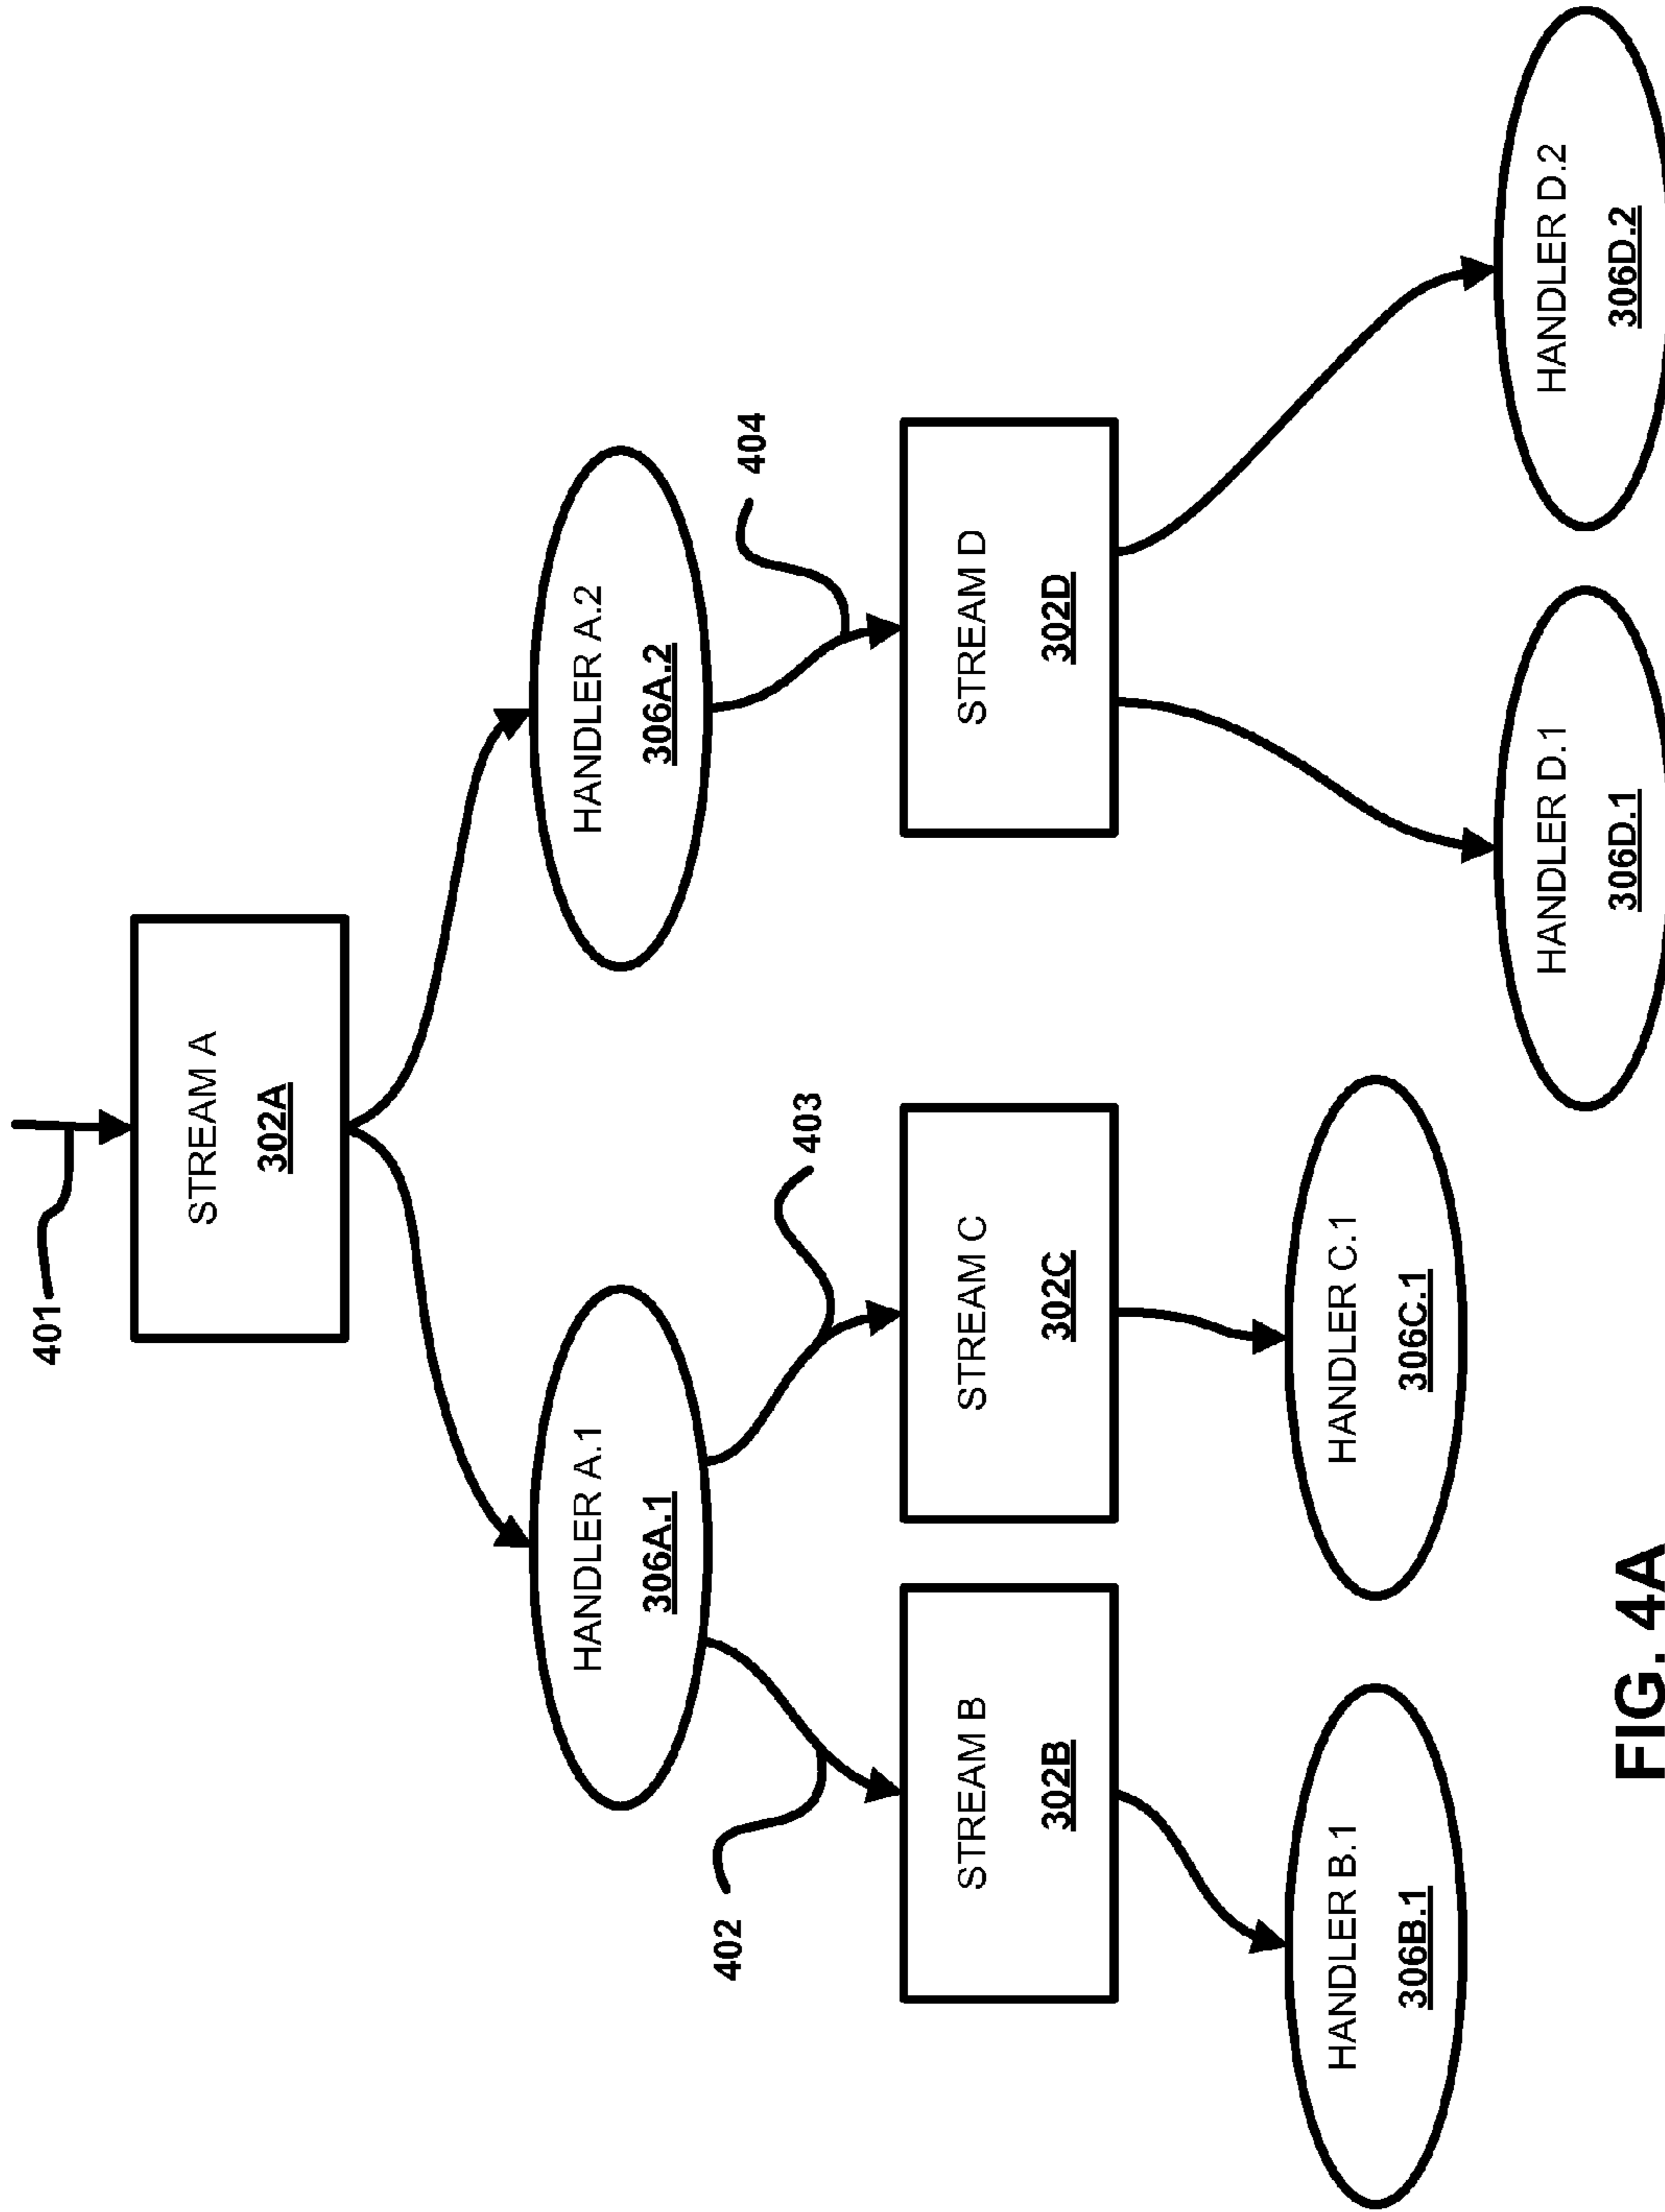 401
STREAM A
302A
HANDLER A.1
306A.1
HANDLER A.2
306A.2
402
403
404
STREAM B
302B
STREAM C
302C
STREAM D
302D
HANDLER B.1
306B.1
HANDLER C.1
306C.1
HANDLER D.1
306D.1
HANDLER D.2
306D.2
FIG. 4A